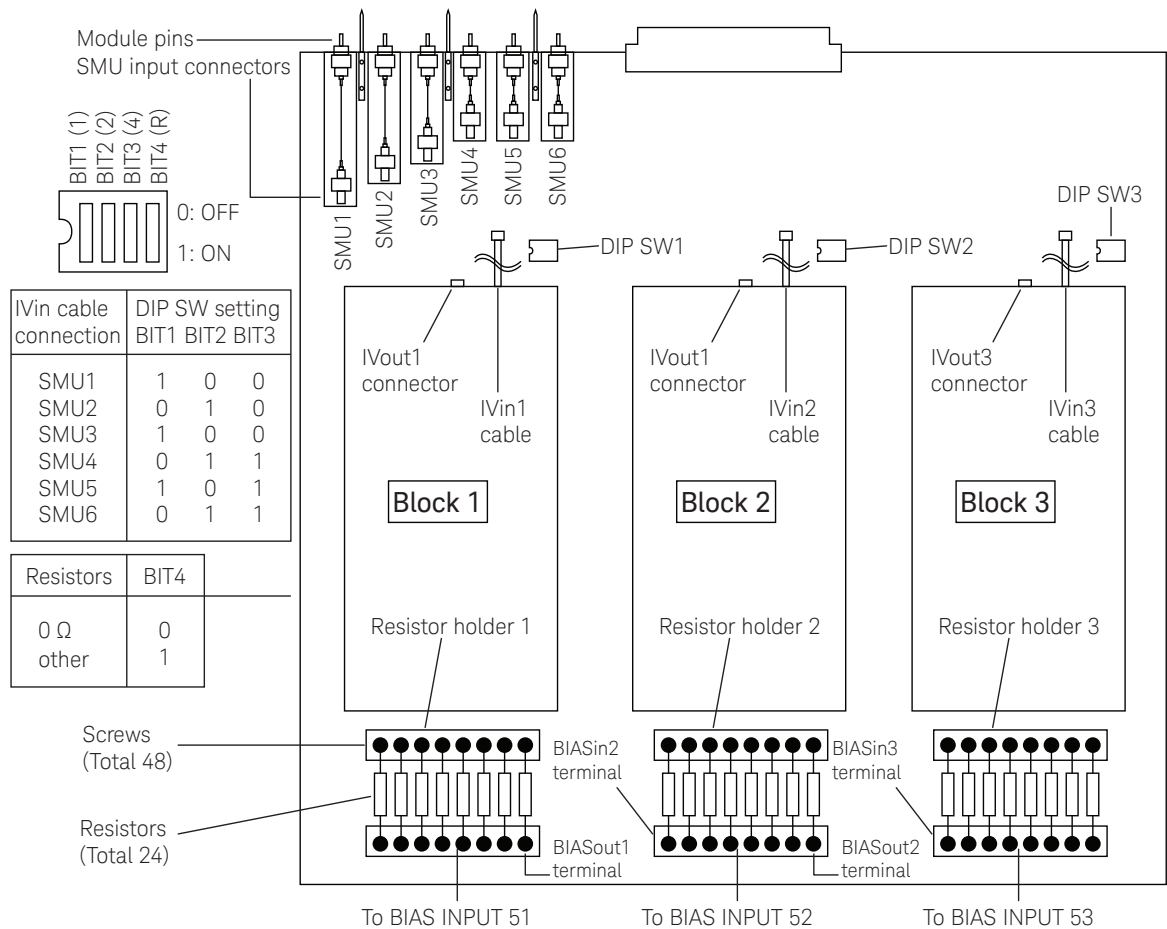 Module pins
SMU input connectors
BIT1 (1)
BIT2 (2)
BIT3 (4)
BIT4 (R)
0: OFF
1: ON
SMU1
SMU2
SMU3
SMU4
SMU5
SMU6
DIP SW1
DIP SW2
DIP SW3
IVin cable connection
DIP SW setting
BIT1 BIT2 BIT3
SMU1 1 0 0
SMU2 0 1 0
SMU3 1 0 0
SMU4 0 1 1
SMU5 1 0 1
SMU6 0 1 1
Resistors BIT4
0 Ω 0
other 1
IVout1
connector
IVin1
cable
IVout1
connector
IVin2
cable
IVout3
connector
IVin3
cable
Block 1
Block 2
Block 3
Resistor holder 1
Resistor holder 2
Resistor holder 3
Screws
(Total 48)
Resistors
(Total 24)
BIASin2
terminal
BIASin3
terminal
BIASout1
terminal
BIASout2
terminal
To BIAS INPUT 51
To BIAS INPUT 52
To BIAS INPUT 53